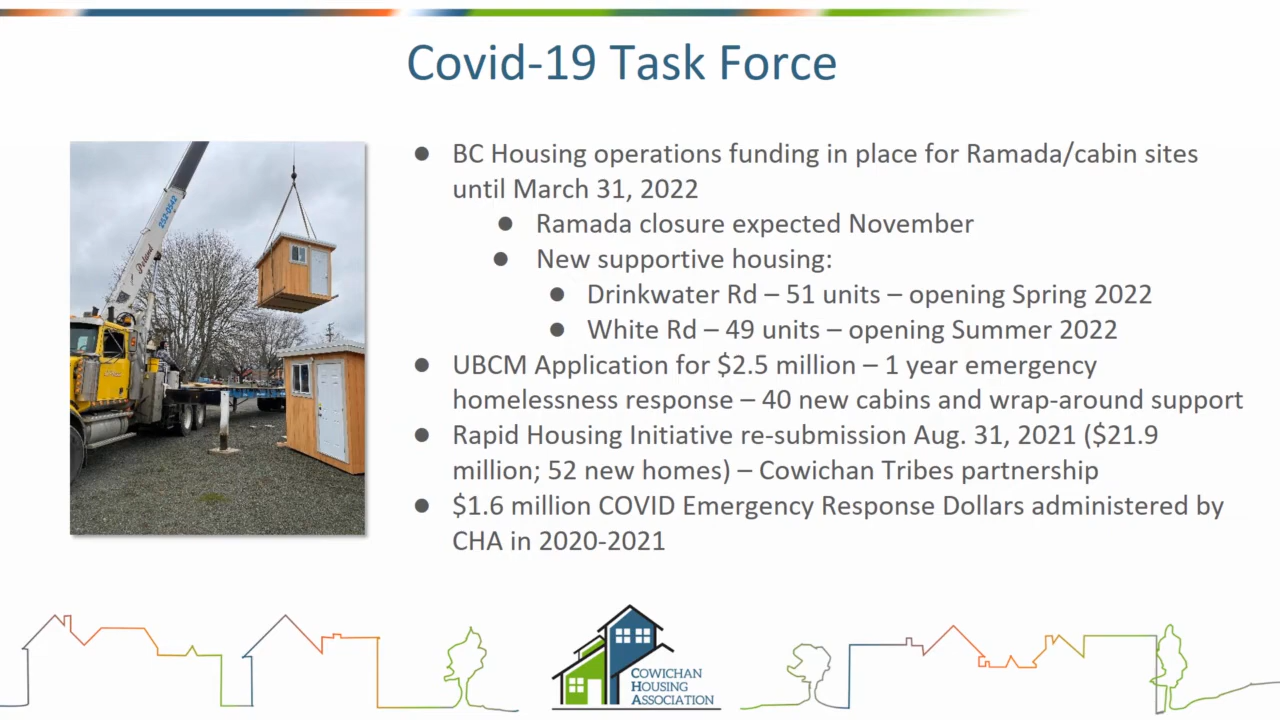 Covid-19 Task Force
● BC Housing operations funding in place for Ramada/cabin sites
until March 31, 2022
● Ramada closure expected November
● New supportive housing:
● Drinkwater Rd – 51 units – opening Spring 2022
● White Rd – 49 units – opening Summer 2022
● UBCM Application for $2.5 million – 1 year emergency
homelessness response – 40 new cabins and wrap-around support
● Rapid Housing Initiative re-submission Aug. 31, 2021 ($21.9
million; 52 new homes) – Cowichan Tribes partnership
● $1.6 million COVID Emergency Response Dollars administered by
CHA in 2020-2021
COWICHAN
HOUSING
ASSOCIATION